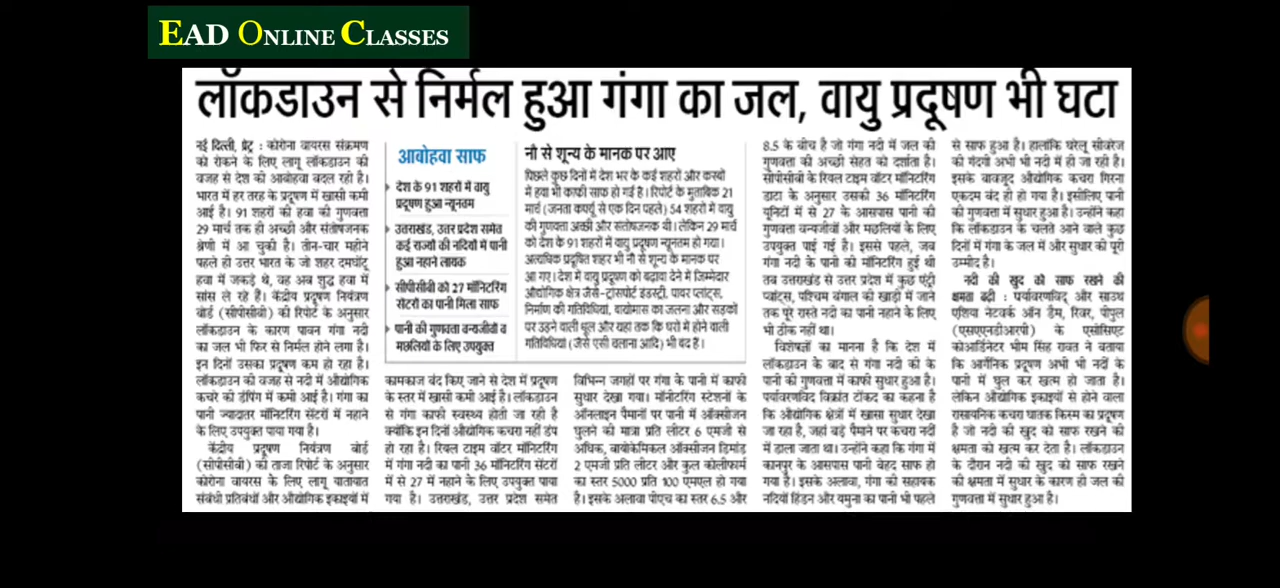 EAD ONLINE CLASSES
लॉकडाउन से निर्मल हुआ गंगा का जल, वायु प्रदूषण भी घटा
नई दिल्ली, प्रेट्र : कोरोना वायरस संक्रमण
को रोकने के लिए लागू लॉकडाउन की
वजह से देश की आबोहवा बदल रही है।
भारत में हर तरह के प्रदूषण में खासी कमी
आई है। 91 शहरों की हवा की गुणवत्ता
29 मार्च तक ही अच्छी और संतोषजनक
श्रेणी में आ चुकी है। तीन-चार महीने
पहले ही उत्तर भारत के जो शहर दमघोंटू
हवा में जकड़े थे, वह अब शुद्ध हवा में
सांस ले रहे हैं। केंद्रीय प्रदूषण नियंत्रण
बोर्ड (सीपीसीबी) की रिपोर्ट के अनुसार
लॉकडाउन के कारण पावन गंगा नदी
का जल भी फिर से निर्मल होने लगा है।
इन दिनों उसका प्रदूषण कम हो रहा है।
लॉकडाउन की वजह से नदी में औद्योगिक
कचरे की डंपिंग में कमी आई है। गंगा का
पानी ज्यादातर मॉनिटरिंग सेंटरों में नहाने
के लिए उपयुक्त पाया गया है।
केंद्रीय प्रदूषण नियंत्रण बोर्ड
(सीपीसीबी) की ताजा रिपोर्ट के अनुसार
कोरोना वायरस के लिए लागू यातायात
संबंधी प्रतिबंधों और औद्योगिक इकाइयों में
आबोहवा साफ
देश के 91 शहरों में वायु
प्रदूषण हुआ न्यूनतम
उत्तराखंड, उत्तर प्रदेश समेत
कई राज्यों की नदियों में पानी
हुआ नहाने लायक
सीपीसीबी को 27 मॉनिटरिंग
सेंटरों का पानी मिला साफ
पानी की गुणवत्ता वन्यजीवों व
मछलियों के लिए उपयुक्त
नौ से शून्य के मानक पर आए
पिछले कुछ दिनों में देश भर के कई शहरों और कस्बों
में हवा भी काफी साफ हो गई है। रिपोर्ट के मुताबिक 21
मार्च (जनता कर्फ्यू से एक दिन पहले) 54 शहरों में वायु
की गुणवत्ता अच्छी और संतोषजनक थी। लेकिन 29 मार्च
को देश के 91 शहरों में वायु प्रदूषण न्यूनतम हो गया।
अत्यधिक प्रदूषित शहर भी नौ से शून्य के मानक पर
आ गए। देश में वायु प्रदूषण को बढ़ावा देने में जिम्मेदार
औद्योगिक क्षेत्र जैसे-ट्रांसपोर्ट इंडस्ट्री, पावर प्लांट्स,
निर्माण की गतिविधियां, बायोमास का जलना और सड़कों
पर उड़ने वाली धूल और यहां तक कि घरों में होने वाली
गतिविधियां (जैसे एसी चलाना आदि) भी बंद हैं।
कामकाज बंद किए जाने से देश में प्रदूषण
के स्तर में खासी कमी आई है। लॉकडाउन
से गंगा काफी स्वस्थ होती जा रही है
क्योंकि इन दिनों औद्योगिक कचरा नहीं डंप
हो रहा है। रियल टाइम वॉटर मॉनिटरिंग
में गंगा नदी का पानी 36 मॉनिटरिंग सेंटरों
में से 27 में नहाने के लिए उपयुक्त पाया
गया है। उत्तराखंड, उत्तर प्रदेश समेत
विभिन्न जगहों पर गंगा के पानी में काफी
सुधार देखा गया। मॉनीटरिंग स्टेशनों के
ऑनलाइन पैमानों पर पानी में ऑक्सीजन
घुलने की मात्रा प्रति लीटर 6 एमजी से
अधिक, बायोकेमिकल ऑक्सीजन डिमांड
2 एमजी प्रति लीटर और कुल कोलीफार्म
का स्तर 5000 प्रति 100 एमएल हो गया
है। इसके अलावा पीएच का स्तर 6.5 और
8.5 के बीच है जो गंगा नदी में जल की
गुणवत्ता की अच्छी सेहत को दर्शाता है।
सीपीसीबी के रियल टाइम वॉटर मॉनिटरिंग
डाटा के अनुसार उसकी 36 मॉनिटरिंग
यूनिटों में से 27 के आसपास पानी की
गुणवत्ता वन्यजीवों और मछलियों के लिए
उपयुक्त पाई गई है। इससे पहले, जब
गंगा नदी के पानी की मॉनिटरिंग हुई थी
तब उत्तराखंड से उत्तर प्रदेश में कुछ एंट्री
प्वांट्स, पश्चिम बंगाल की खाड़ी में जाने
तक पूरे रास्ते नदी का पानी नहाने के लिए
भी ठीक नहीं था।
विशेषज्ञों का मानना है कि देश में
लॉकडाउन के बाद से गंगा नदी की के
पानी की गुणवत्ता में काफी सुधार हुआ है।
पर्यावरणविद विक्रांत टोंकद का कहना है
कि औद्योगिक क्षेत्रों में खासा सुधार देखा
जा रहा है, जहां बड़े पैमाने पर कचरा नदी
में डाला जाता था। उन्होंने कहा कि गंगा में
कानपुर के आसपास पानी बेहद साफ हो
गया है। इसके अलावा, गंगा की सहायक
नदियों हिंडन और यमुना का पानी भी पहले
से साफ हुआ है। हालांकि घरेलू सीवरेज
की गंदगी अभी भी नदी में ही जा रही है।
इसके बावजूद औद्योगिक कचरा गिरना
एकदम बंद ही हो गया है। इसीलिए पानी
की गुणवत्ता में सुधार हुआ है। उन्होंने कहा
कि लॉकडाउन के चलते आने वाले कुछ
दिनों में गंगा के जल में और सुधार की पूरी
उम्मीद है।
नदी की खुद को साफ रखने की
क्षमता बढ़ी : पर्यावरणविद् और साउथ
एशिया नेटवर्क ऑन डैम, रिवर, पीपुल
(एसएएनडीआरपी) के एसोसिएट
कोआर्डिनेटर भीम सिंह रावत ने बताया
कि आर्गेनिक प्रदूषण अभी भी नदी के
पानी में घुल कर खत्म हो जाता है।
लेकिन औद्योगिक इकाइयों से होने वाला
रासायनिक कचरा घातक किस्म का प्रदूषण
है जो नदी की खुद को साफ रखने की
क्षमता को खत्म कर देता है। लॉकडाउन
के दौरान नदी की खुद को साफ रखने
की क्षमता में सुधार के कारण ही जल की
गुणवत्ता में सुधार हुआ है।